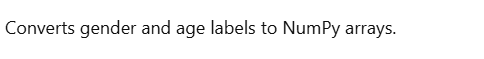 Converts gender and age labels to NumPy arrays.